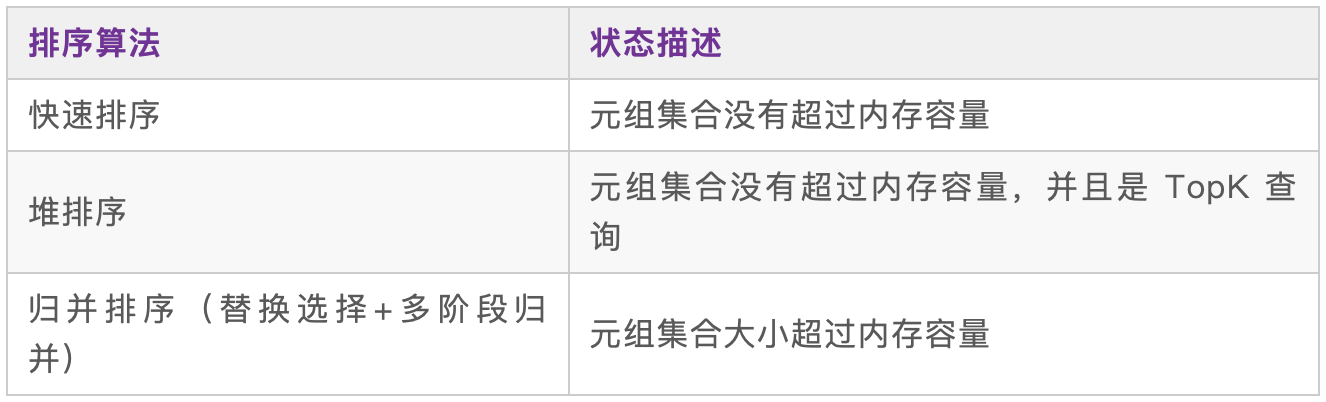 排序算法
状态描述
快速排序
元组集合没有超过内存容量
堆排序
元组集合没有超过内存容量，并且是 TopK 查
询
归并排序（替换选择+多阶段归
并）
元组集合大小超过内存容量